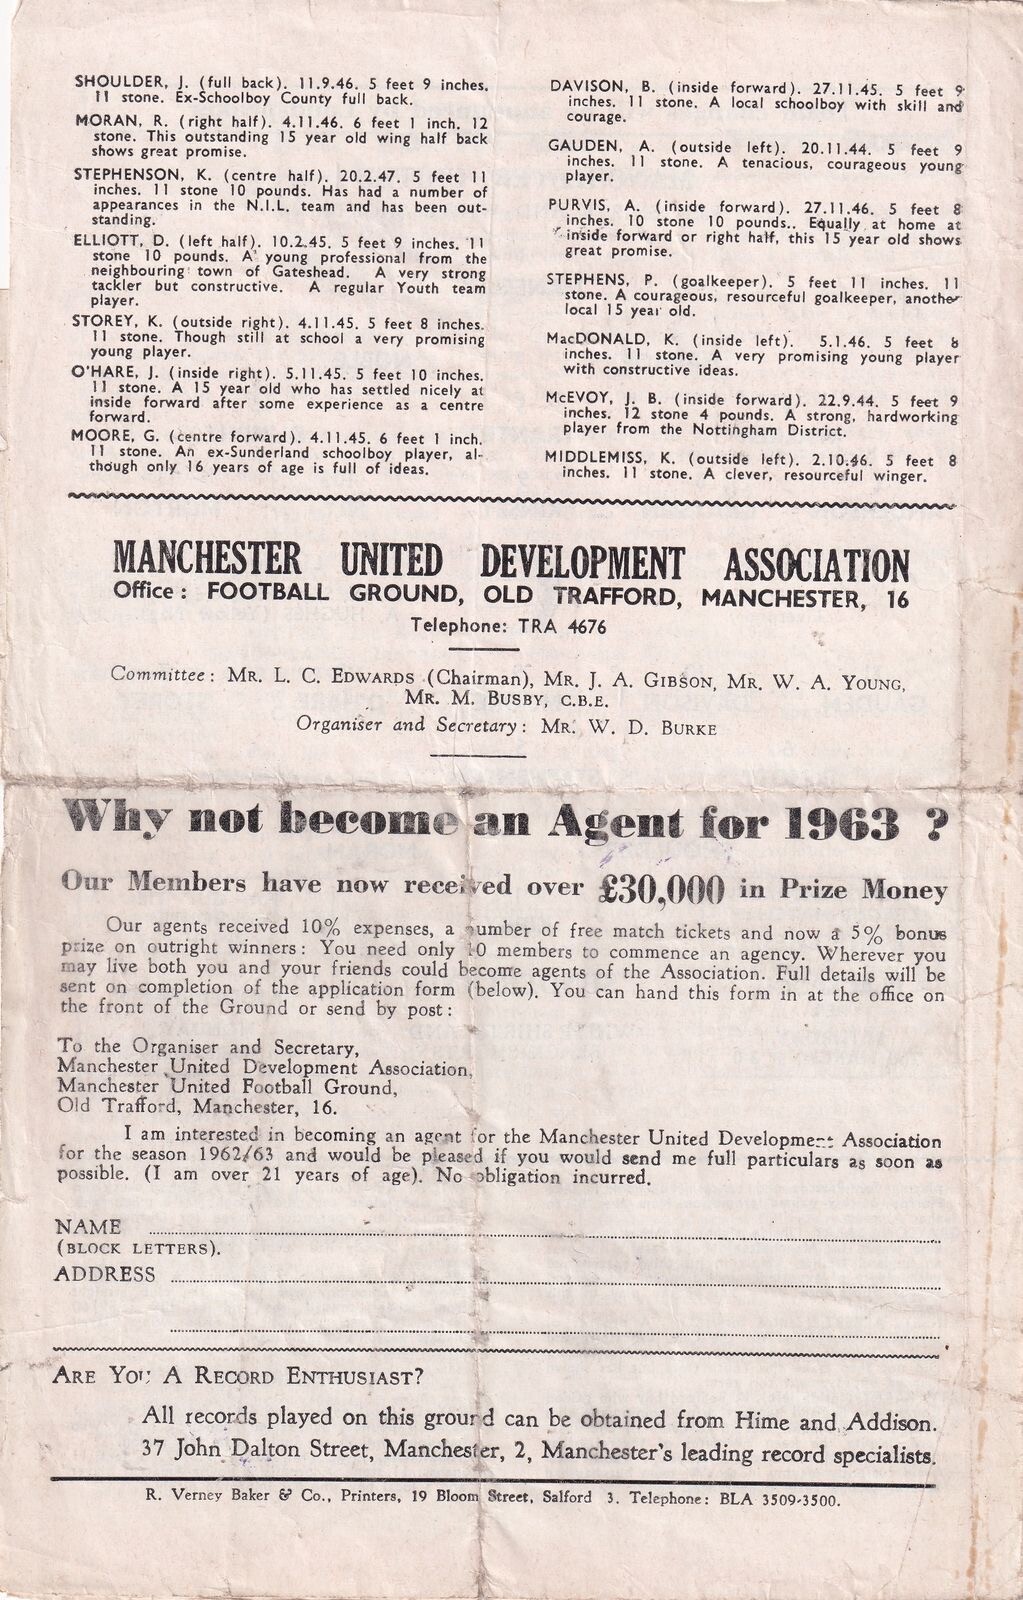 SHOULDER, J. (full back). 11.9.46. 5 feet 9 inches.
11 stone. Ex-Schoolboy County full back.
MORAN, R. (right half). 4.11.46. 6 feet 1 inch. 12
stone. This outstanding 15 year old wing half back
shows great promise.
STEPHENSON, K. (centre half). 20.2.47. 5 feet 11
inches. 11 stone 10 pounds. Has had a number of
appearances in the N.I.L. team and has been out-
standing.
ELLIOTT, D. (left half). 10.2.45. 5 feet 9 inches. 11
stone 10 pounds. A young professional from the
neighbouring town of Gateshead. A very strong
tackler but constructive. A regular Youth team
player.
STOREY, K. (outside right). 4.11.45. 5 feet 8 inches.
11 stone. Though still at school a very promising
young player.
O'HARE, J. (inside right). 5.11.45. 5 feet 10 inches.
11 stone. A 15 year old who has settled nicely at
inside forward after some experience as a centre
forward.
MOORE, G. (centre forward). 4.11.45. 6 feet 1 inch.
11 stone. An ex-Sunderland schoolboy player, al-
though only 16 years of age is full of ideas.
DAVISON, B. (inside forward). 27.11.45. 5 feet 9
inches. 11 stone. A local schoolboy with skill and
courage.
GAUDEN, A. (outside left). 20.11.44. 5 feet 9
inches. 11 stone. A tenacious, courageous young
player.
PURVIS, A. (inside forward). 27.11.46. 5 feet 8
inches. 10 stone 10 pounds.. Equally at home at
inside forward or right half, this 15 year old shows
great promise.
STEPHENS, P. (goalkeeper). 5 feet 11 inches. 11
stone. A courageous, resourceful goalkeeper, another
local 15 year old.
MacDONALD, K. (inside left). 5.1.46. 5 feet 8
inches. 11 stone. A very promising young player
with constructive ideas.
McEVOY, J. B. (inside forward). 22.9.44. 5 feet 9
inches. 12 stone 4 pounds. A strong, hardworking
player from the Nottingham District.
MIDDLEMISS, K. (outside left). 2.10.46. 5 feet 8
inches. 11 stone. A clever, resourceful winger.
MANCHESTER UNITED DEVELOPMENT ASSOCIATION
Office: FOOTBALL GROUND, OLD TRAFFORD, MANCHESTER, 16
Telephone: TRA 4676
Committee: MR. L. C. EDWARDS (Chairman), MR. J. A. GIBSON, MR. W. A. YOUNG,
MR. M. BUSBY, C.B.E.
Organiser and Secretary: MR. W. D. BURKE
Why not become an Agent for 1963 ?
Our Members have now received over £30,000 in Prize Money
Our agents received 10% expenses, a number of free match tickets and now a 5% bonus
prize on outright winners: You need only 10 members to commence an agency. Wherever you
may live both you and your friends could become agents of the Association. Full details will be
sent on completion of the application form (below). You can hand this form in at the office on
the front of the Ground or send by post:
To the Organiser and Secretary,
Manchester United Development Association,
Manchester United Football Ground,
Old Trafford, Manchester, 16.
I am interested in becoming an agent for the Manchester United Development Association
for the season 1962/63 and would be pleased if you would send me full particulars as soon as
possible. (I am over 21 years of age). No obligation incurred.
NAME
(BLOCK LETTERS).
ADDRESS
ARE YOU A RECORD ENTHUSIAST?
All records played on this ground can be obtained from Hime and Addison.
37 John Dalton Street, Manchester, 2, Manchester's leading record specialists.
R. Verney Baker & Co., Printers, 19 Bloom Street, Salford 3. Telephone: BLA 3509-3500.